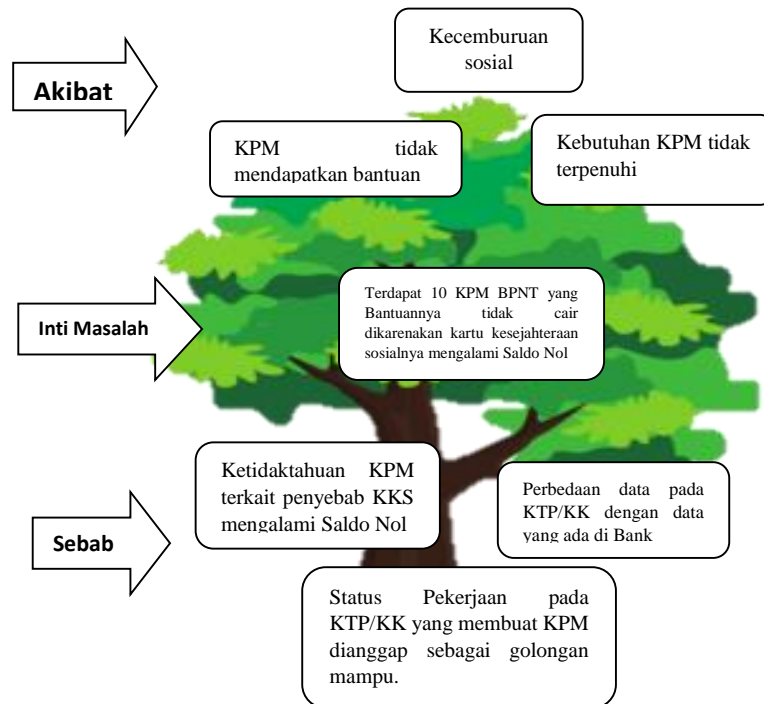 Kecemburuan
sosial
Akibat
KPM tidak
mendapatkan bantuan
Kebutuhan KPM tidak
terpenuhi
Inti Masalah
Terdapat 10 KPM BPNT yang
Bantuannya tidak cair
dikarenakan kartu kesejahteraan
sosialnya mengalami Saldo Nol
Sebab
Ketidaktahuan KPM
terkait penyebab KKS
mengalami Saldo Nol
Perbedaan data pada
KTP/KK dengan data
yang ada di Bank
Status Pekerjaan pada
KTP/KK yang membuat KPM
dianggap sebagai golongan
mampu.